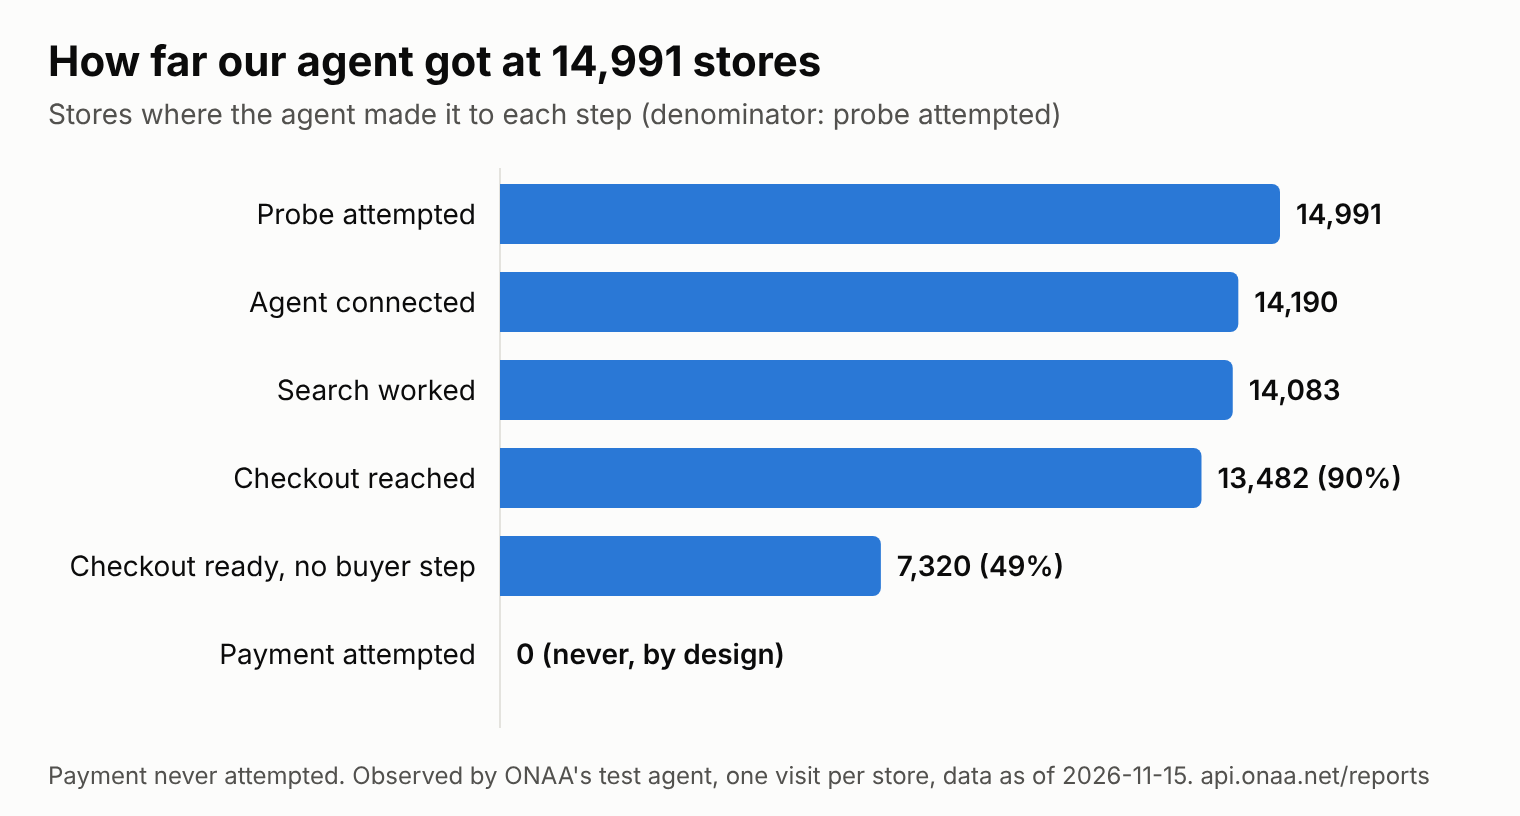 How far our agent got at 14,991 stores
Stores where the agent made it to each step (denominator: probe attempted)
Probe attempted 14,991
Agent connected 14,190
Search worked 14,083
Checkout reached 13,482 (90%)
Checkout ready, no buyer step 7,320 (49%)
Payment attempted 0 (never, by design)
Payment never attempted. Observed by ONAA's test agent, one visit per store, data as of 2026-11-15. api.onaa.net/reports